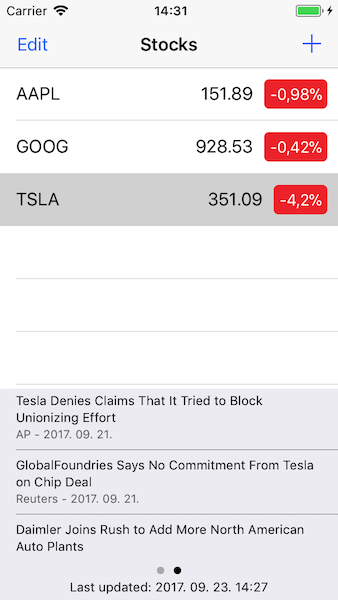 Carrier 14:31
Edit Stocks +
AAPL 151.89 -0,98%
GOOG 928.53 -0,42%
TSLA 351.09 -4,2%
Tesla Denies Claims That It Tried to Block
Unionizing Effort
AP - 2017. 09. 21.
GlobalFoundries Says No Commitment From Tesla
on Chip Deal
Reuters - 2017. 09. 21.
Daimler Joins Rush to Add More North American
Auto Plants
Last updated: 2017. 09. 23. 14:27